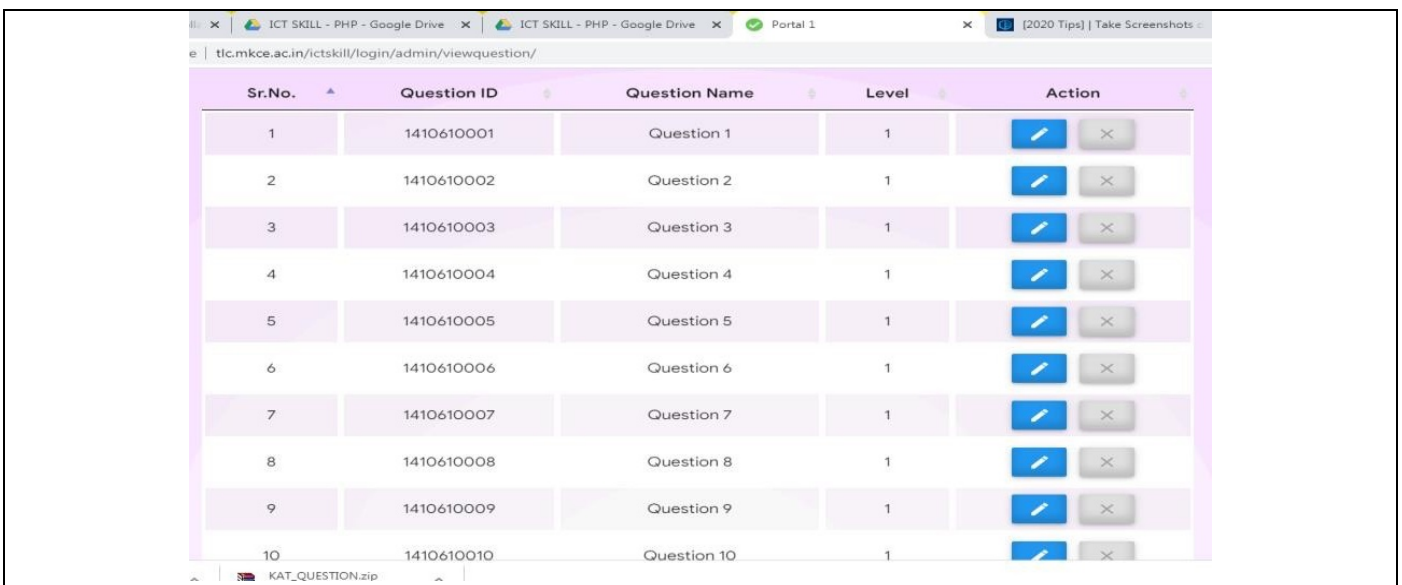 ICT SKILL - PHP - Google Drive ICT SKILL - PHP - Google Drive Portal 1 [2020 Tips] | Take Screenshots
tlc.mkce.ac.in/ictskill/login/admin/viewquestion/
Sr.No. Question ID Question Name Level Action
1 1410610001 Question 1 1
2 1410610002 Question 2 1
3 1410610003 Question 3 1
4 1410610004 Question 4 1
5 1410610005 Question 5 1
6 1410610006 Question 6 1
7 1410610007 Question 7 1
8 1410610008 Question 8 1
9 1410610009 Question 9 1
10 1410610010 Question 10 1
KAT_QUESTION.zip